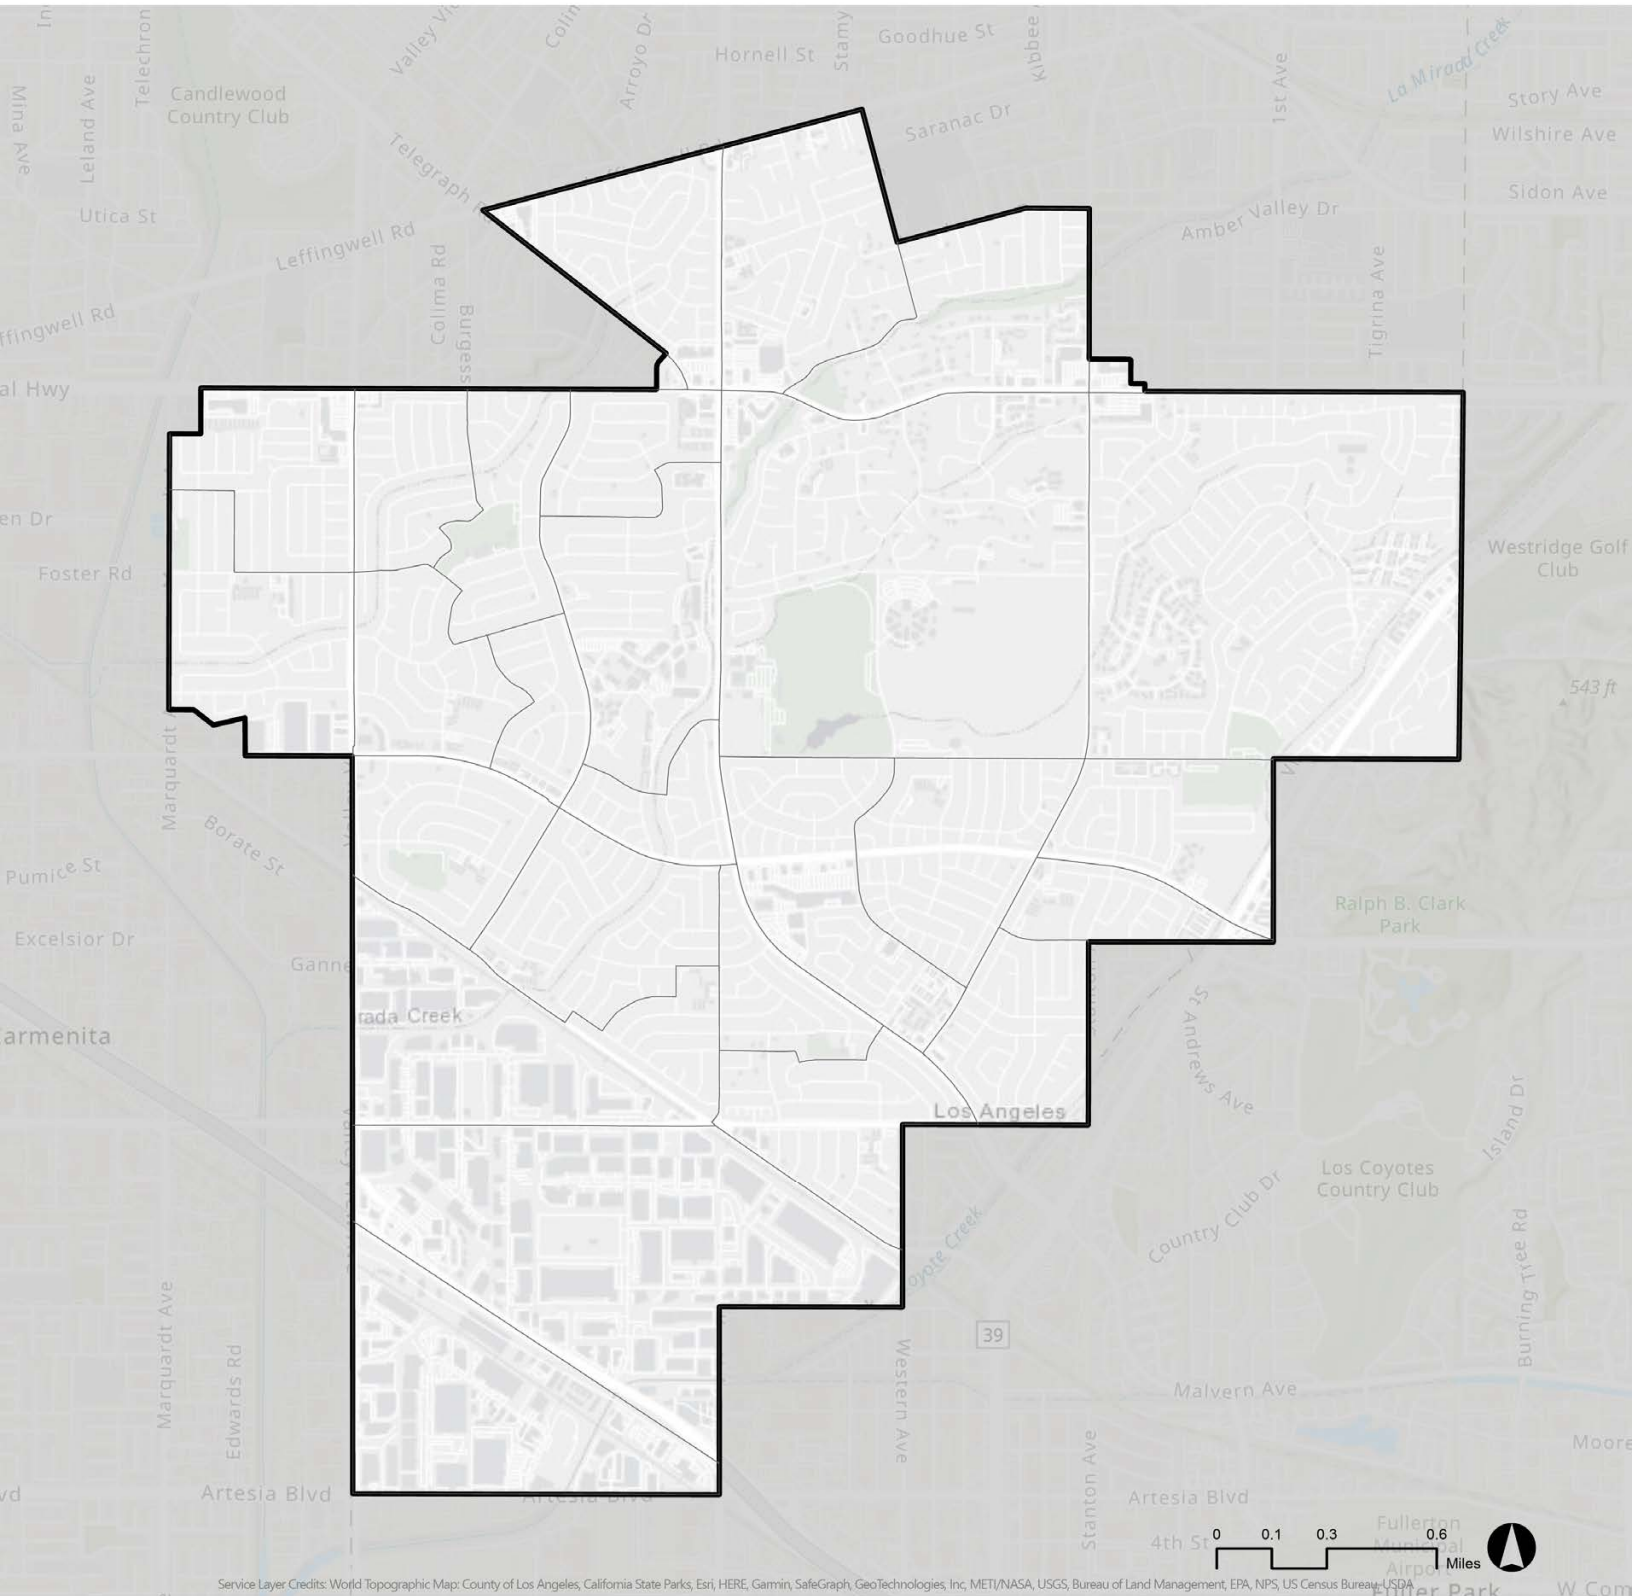 Telechron
Valley Vi
Colin
Arroyo Dr
Hornell St
Stamy
Goodhue St
Kibbee
1st Ave
La Mirada Creek
Story Ave
Wilshire Ave
Sidon Ave
Mina Ave
Leland Ave
Candlewood
Country Club
Saranac Dr
Telegraph
Utica St
Leffingwell Rd
Amber Valley Dr
Tigrina Ave
ffingwell Rd
Colima Rd
Burgess
al Hwy
en Dr
Foster Rd
Westridge Golf
Club
543 ft
Marquardt
Borate St
Pumice St
Excelsior Dr
Ganne
rada Creek
armenita
Ralph B. Clark
Park
St Andrews Ave
Los Angeles
Island Dr
Los Coyotes
Country Club
Country Club Dr
oyote Creek
Burning Tree Rd
Marquardt Ave
Edwards Rd
39
Western Ave
Malvern Ave
Moore
Stanton Ave
vd
Artesia Blvd
Artesia Blvd
Artesia Blvd
4th St
Fullerton
Municipal
Airport
0 0.1 0.3 0.6
Miles
Fuller Park
W Com
Service Layer Credits: World Topographic Map: County of Los Angeles, California State Parks, Esri, HERE, Garmin, SafeGraph, GeoTechnologies, Inc, METI/NASA, USGS, Bureau of Land Management, EPA, NPS, US Census Bureau, USDA